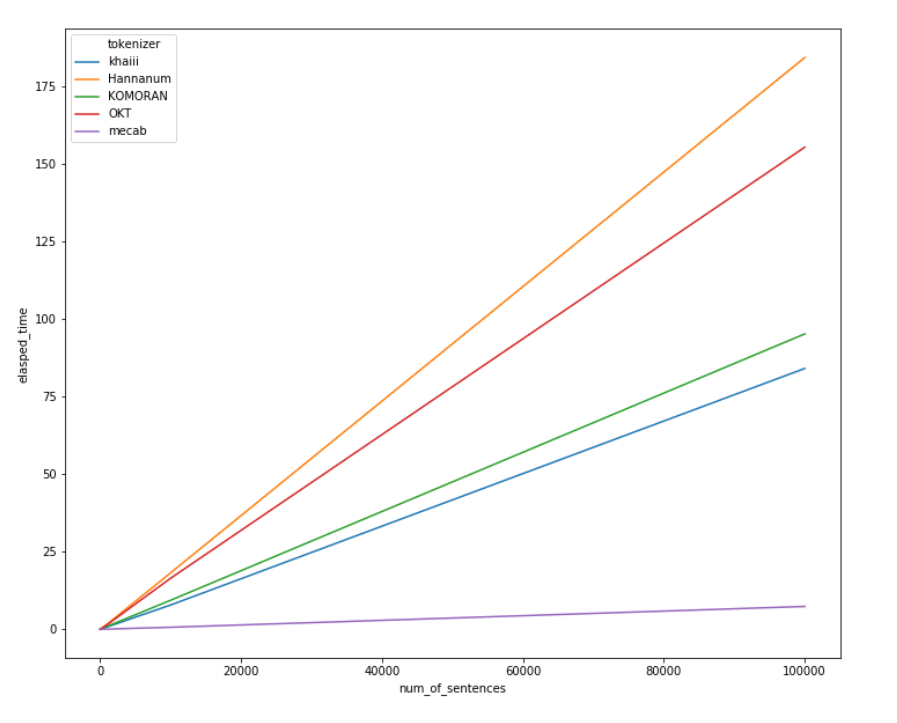 tokenizer
khaiii
Hannanum
KOMORAN
OKT
mecab
175
150
125
100
75
50
25
0
elasped_time
0 20000 40000 60000 80000 100000
num_of_sentences